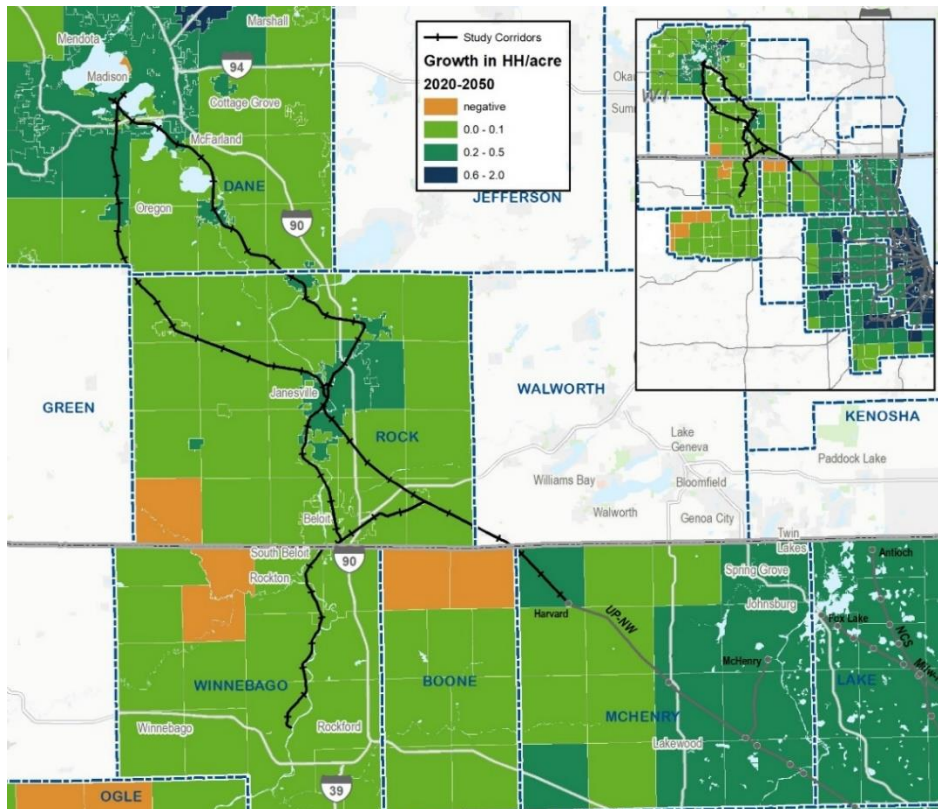 Marshall
Mendota
Madison
94
Cottage Grove
McFarland
DANE
Oregon
90
Study Corridors
Growth in HH/acre
2020-2050
negative
0.0 - 0.1
0.2 - 0.5
0.6 - 2.0
JEFFERSON
GREEN
Janesville
ROCK
WALWORTH
KENOSHA
Paddock Lake
Lake
Geneva
Williams Bay
Bloomfield
Walworth
Genoa City
Beloit
Twin
Lakes
South Beloit
90
Rockton
Antioch
Spring Grove
Johnsburg
Harvard
UP-NW
Fox Lake
NCS
McHenry
WINNEBAGO
BOONE
LAKE
MCHENRY
Winnebago
Rockford
Lakewood
39
OGLE